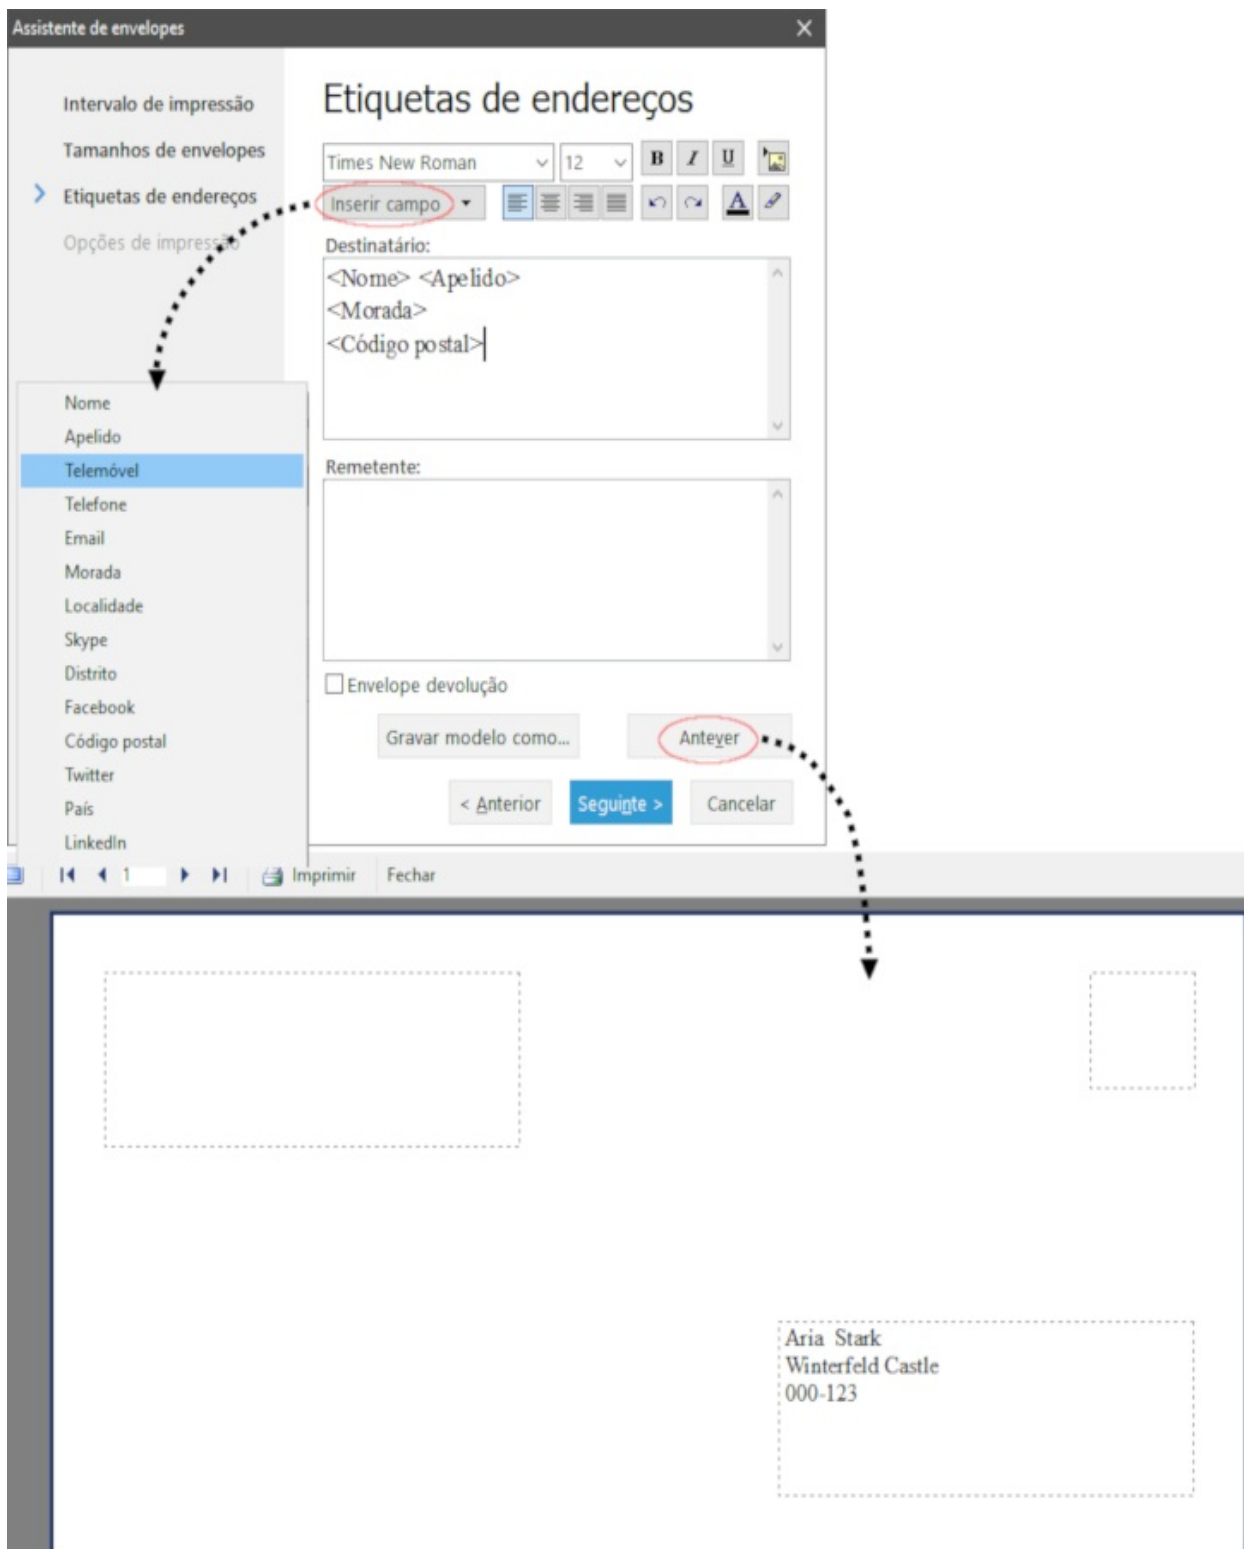 Assistente de envelopes
Intervalo de impressão
Tamanhos de envelopes
Etiquetas de endereços
Opções de impressão
Etiquetas de endereços
Times New Roman 12 B I U
Inserir campo A
Destinatário:
<Nome> <Apelido>
<Morada>
<Código postal>
Remetente:
Envelope devolução
Gravar modelo como... Antever
< Anterior Seguinte > Cancelar
Nome
Apelido
Telemóvel
Telefone
Email
Morada
Localidade
Skype
Distrito
Facebook
Código postal
Twitter
País
LinkedIn
1 Imprimir Fechar
Aria Stark
Winterfeld Castle
000-123